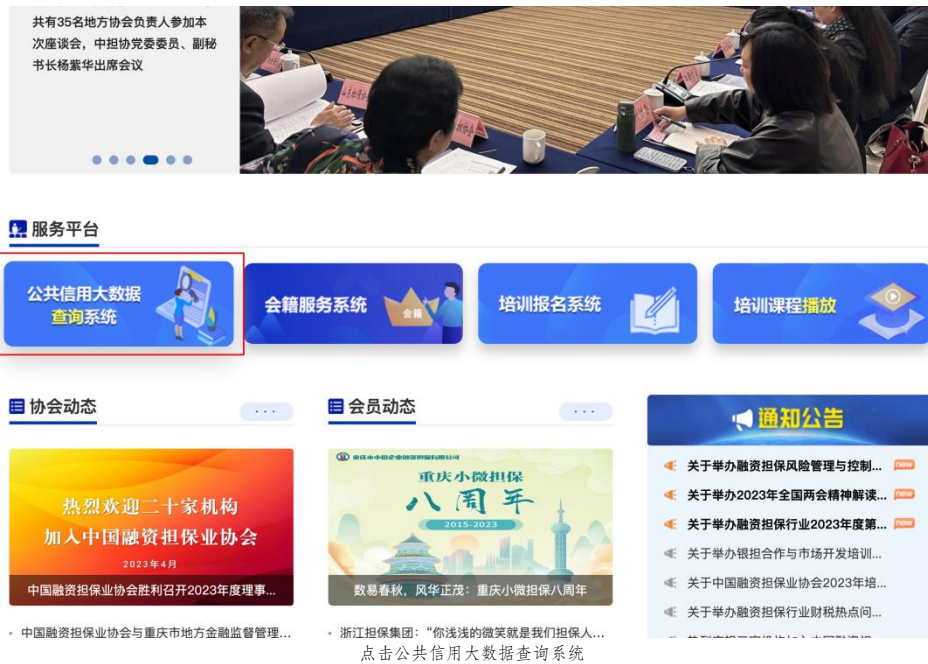 共有35名地方协会负责人参加本
次座谈会，中担协党委委员、副秘
书长杨紫华出席会议
服务平台
公共信用大数据
查询系统
会籍服务系统
会籍
培训报名系统
培训课程播放
协会动态
...
会员动态
...
通知公告
热烈欢迎二十家机构
加入中国融资担保业协会
2023年4月
中国融资担保业协会胜利召开2023年度理事...
重庆小微担保
八周年
2015-2023
数易春秋，风华正茂：重庆小微担保八周年
关于举办融资担保风险管理与控制... new
关于举办2023年全国两会精神解读... new
关于举办融资担保行业2023年度第... new
关于举办银担合作与市场开发培训...
关于中国融资担保业协会2023年培...
关于举办融资担保行业财税热点问...
中国融资担保业协会与重庆市地方金融监督管理...
浙江担保集团：“你浅浅的微笑就是我们担保人...
点击公共信用大数据查询系统